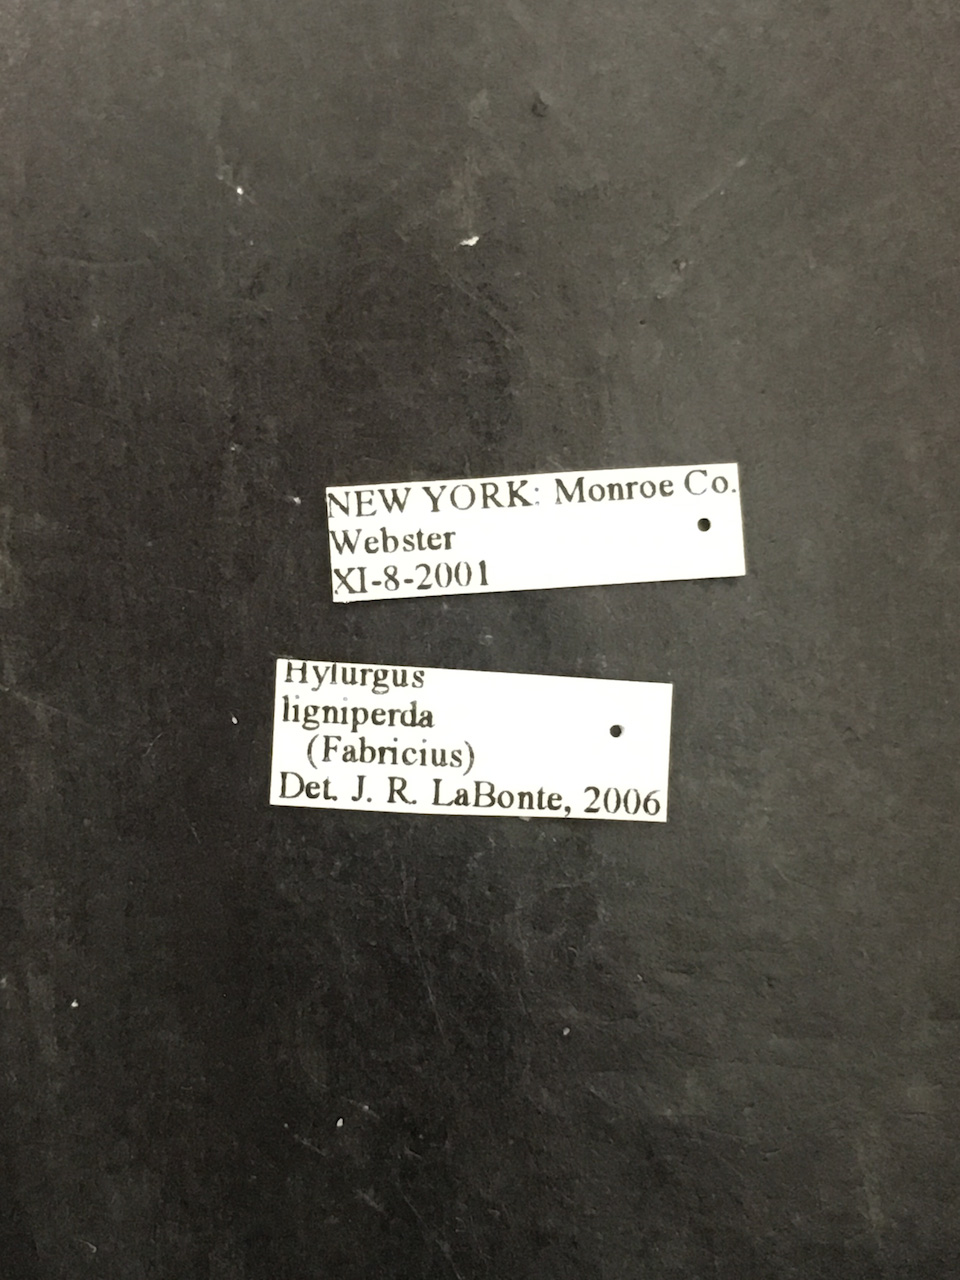 NEW YORK: Monroe Co.
Webster
XI-8-2001
Hylurgus
ligniperda
(Fabricius)
Det. J. R. LaBonte, 2006